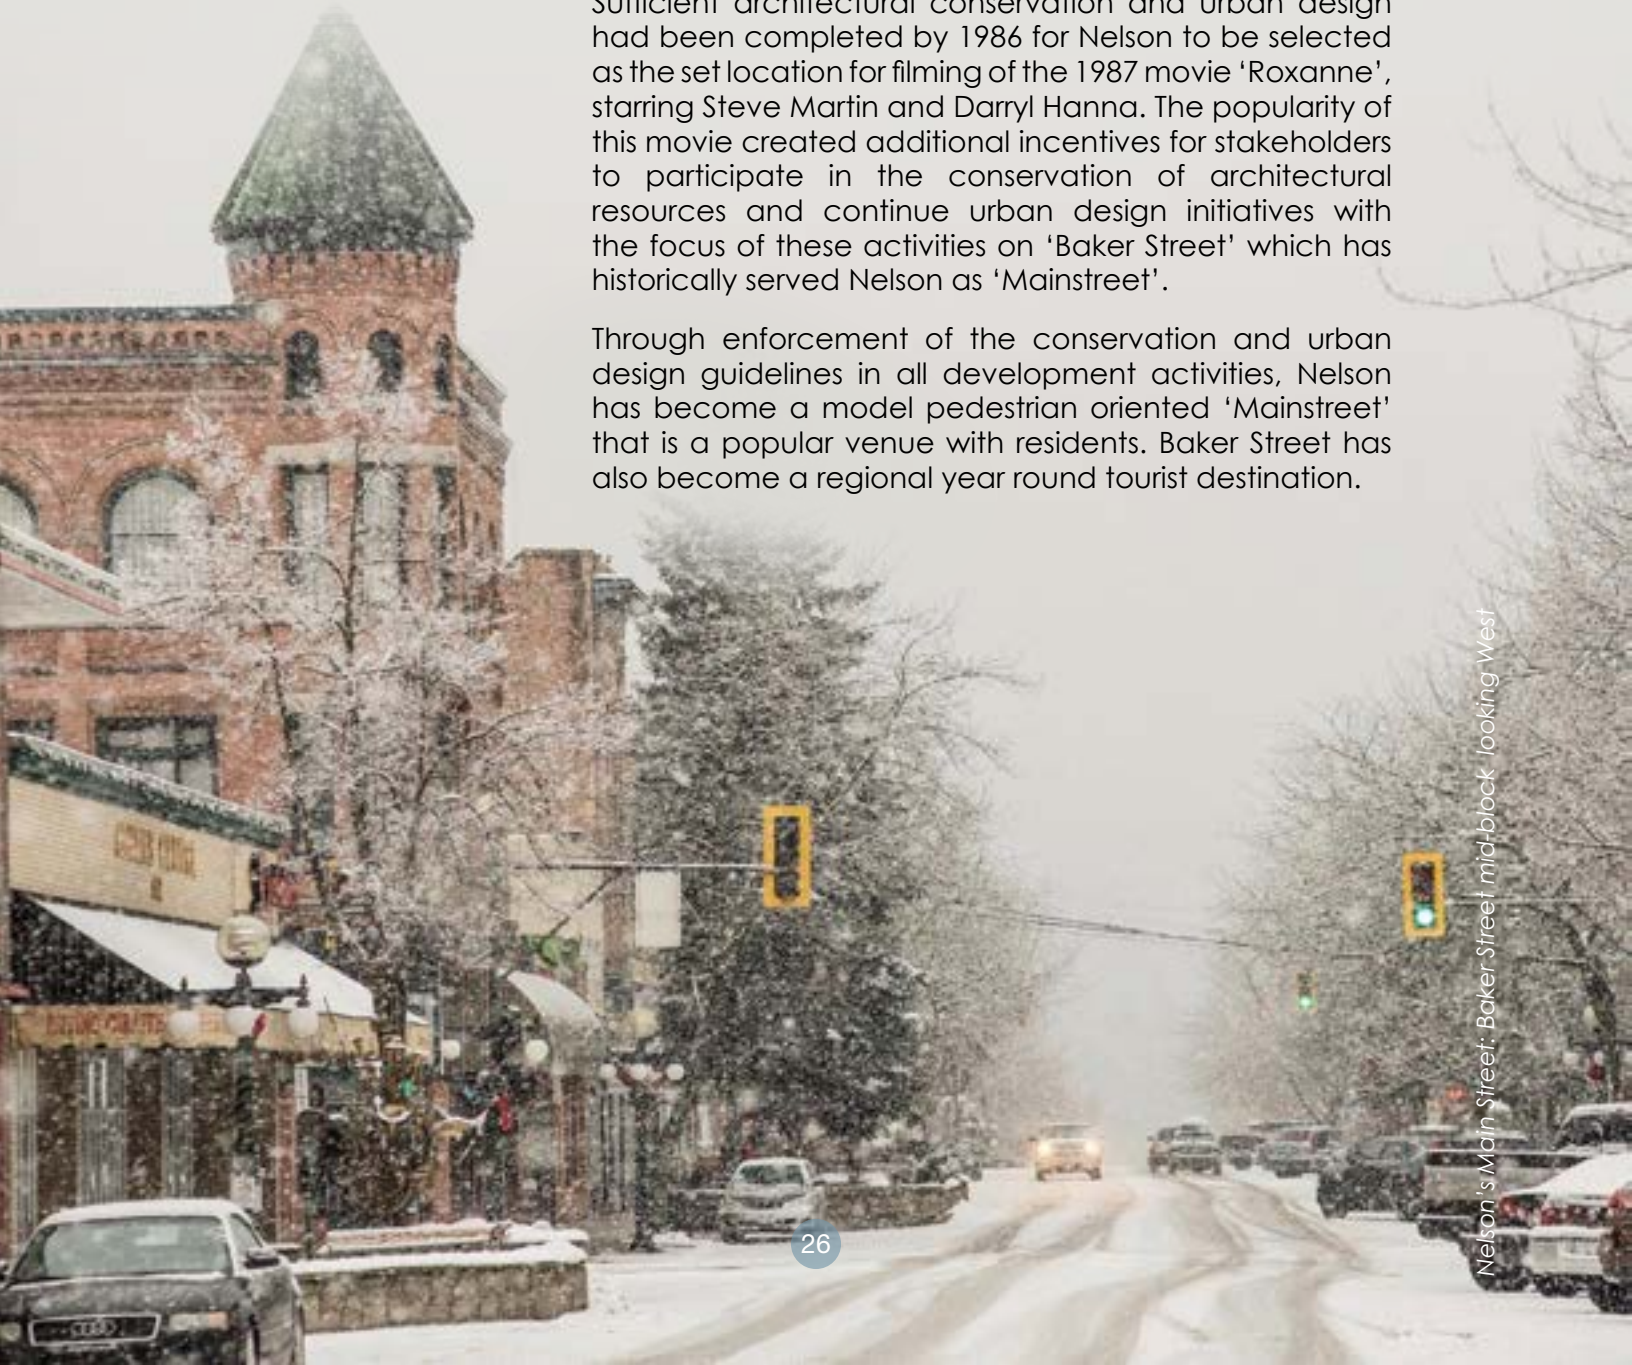 Sufficient architectural conservation and urban design
had been completed by 1986 for Nelson to be selected
as the set location for filming of the 1987 movie ‘Roxanne’,
starring Steve Martin and Darryl Hanna. The popularity of
this movie created additional incentives for stakeholders
to participate in the conservation of architectural
resources and continue urban design initiatives with
the focus of these activities on ‘Baker Street’ which has
historically served Nelson as ‘Mainstreet’.
Through enforcement of the conservation and urban
design guidelines in all development activities, Nelson
has become a model pedestrian oriented ‘Mainstreet’
that is a popular venue with residents. Baker Street has
also become a regional year round tourist destination.
Nelson's Main Street: Baker Street mid-block looking West
26